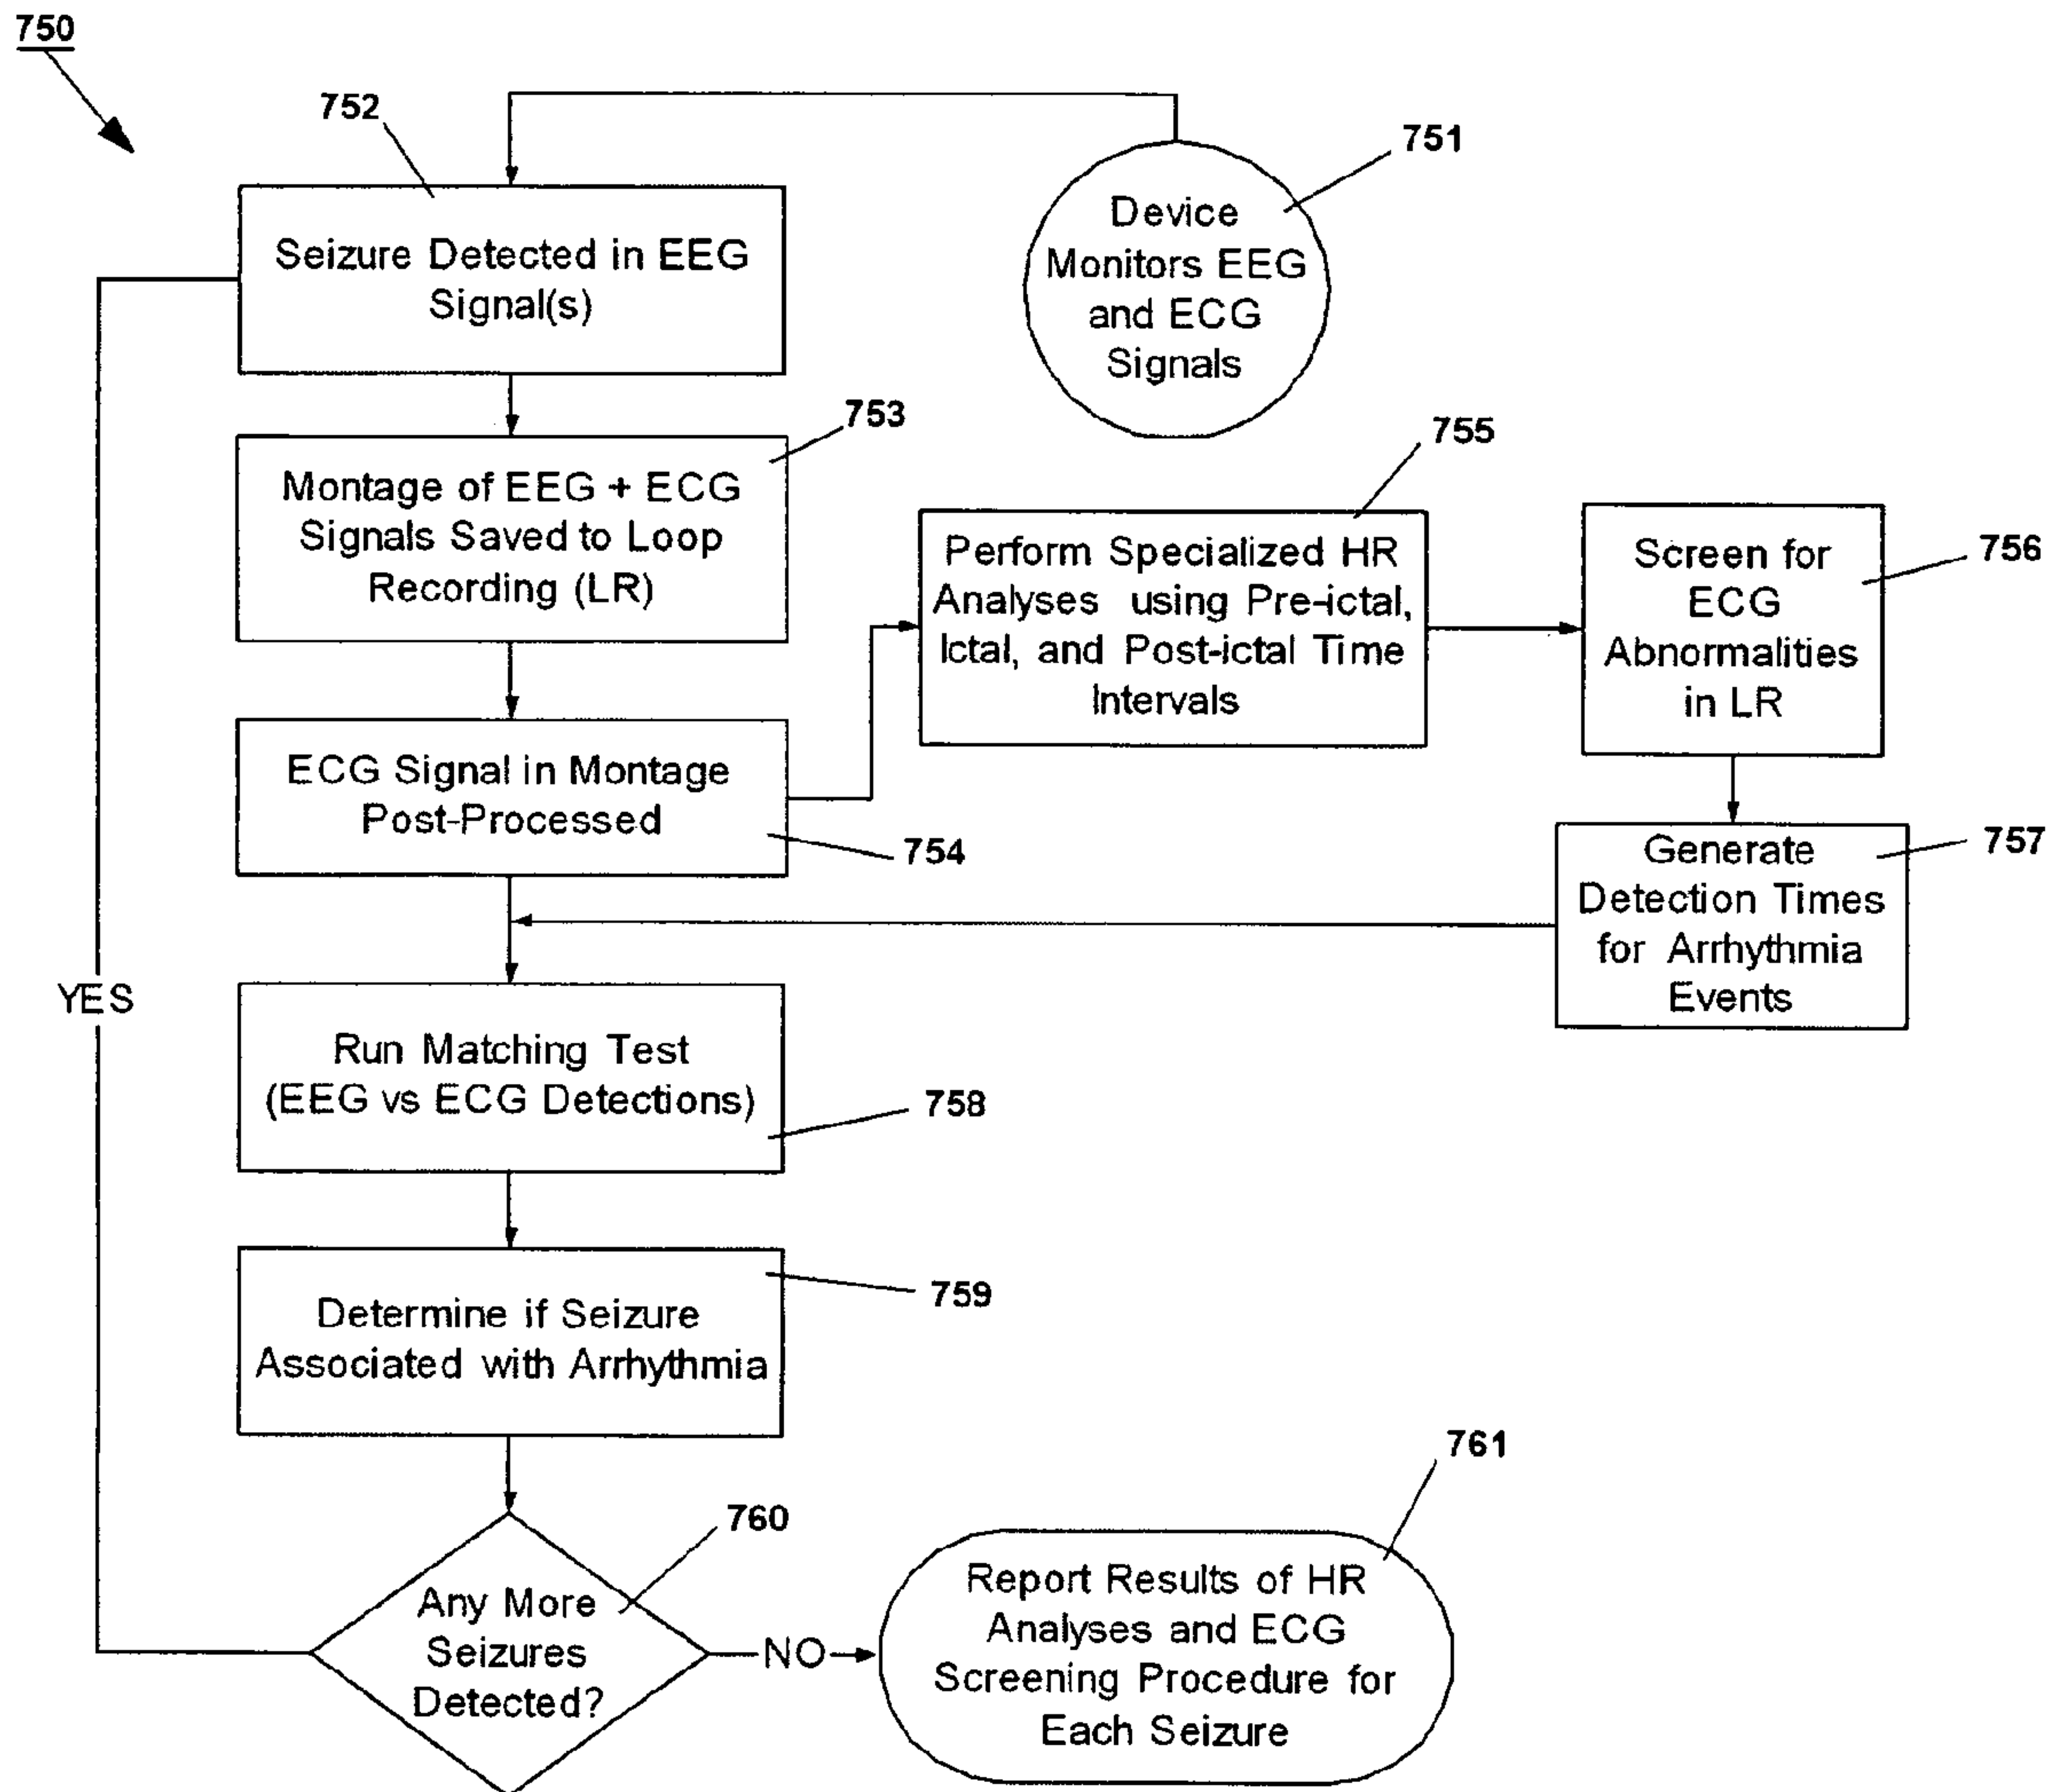 750
752
751
Device
Monitors EEG
and ECG
Signals
Seizure Detected in EEG
Signal(s)
753
Montage of EEG + ECG
Signals Saved to Loop
Recording (LR)
755
Perform Specialized HR
Analyses using Pre-ictal,
Ictal, and Post-ictal Time
Intervals
756
Screen for
ECG
Abnormalities
in LR
ECG Signal in Montage
Post-Processed
754
757
Generate
Detection Times
for Arrhythmia
Events
YES
Run Matching Test
(EEG vs ECG Detections)
758
759
Determine if Seizure
Associated with Arrhythmia
760
Any More
Seizures
Detected?
NO
761
Report Results of HR
Analyses and ECG
Screening Procedure for
Each Seizure